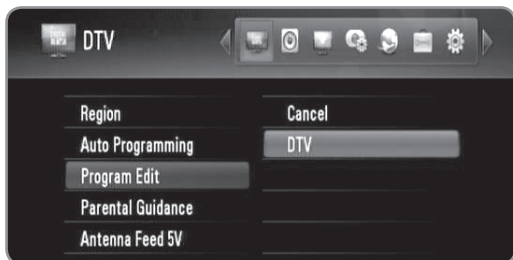 DTV
Region
Auto Programming
Program Edit
Parental Guidance
Antenna Feed 5V
Cancel
DTV